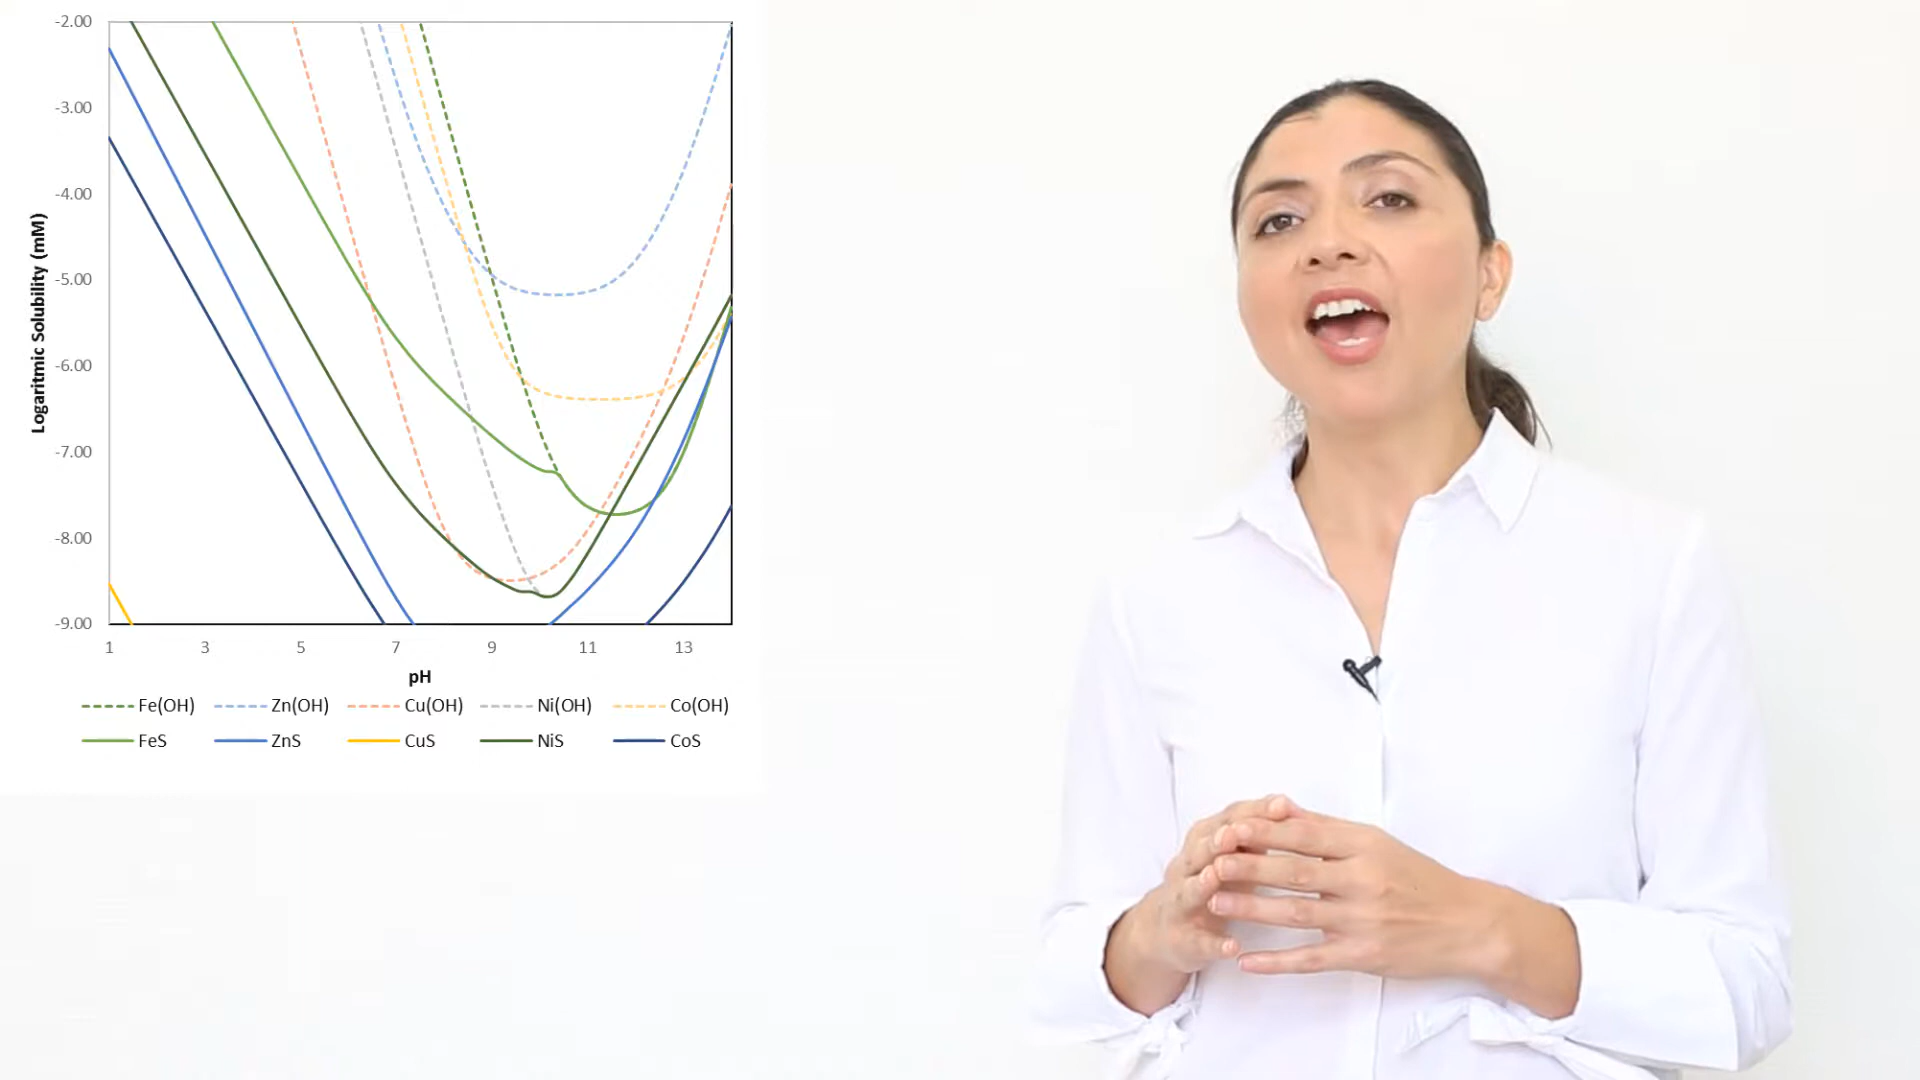 -2.00
-3.00
-4.00
-5.00
-6.00
-7.00
-8.00
-9.00
Logaritmic Solubility (mM)
1 3 5 7 9 11 13
pH
Fe(OH) Zn(OH) Cu(OH) Ni(OH) Co(OH)
FeS ZnS CuS NiS CoS